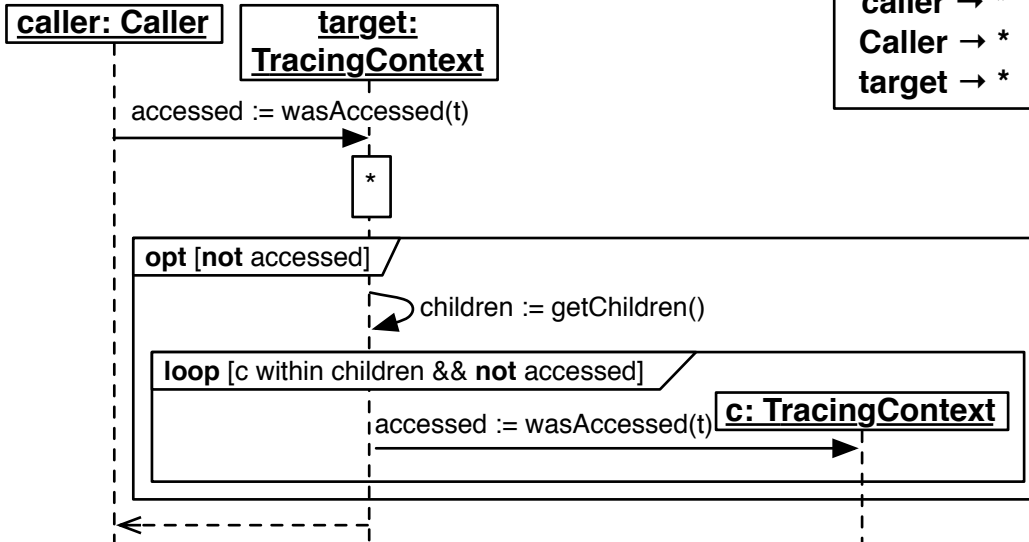 caller: Caller
target:
TracingContext
caller → *
Caller → *
target → *
accessed := wasAccessed(t)
*
opt [not accessed]
children := getChildren()
loop [c within children && not accessed]
c: TracingContext
accessed := wasAccessed(t)